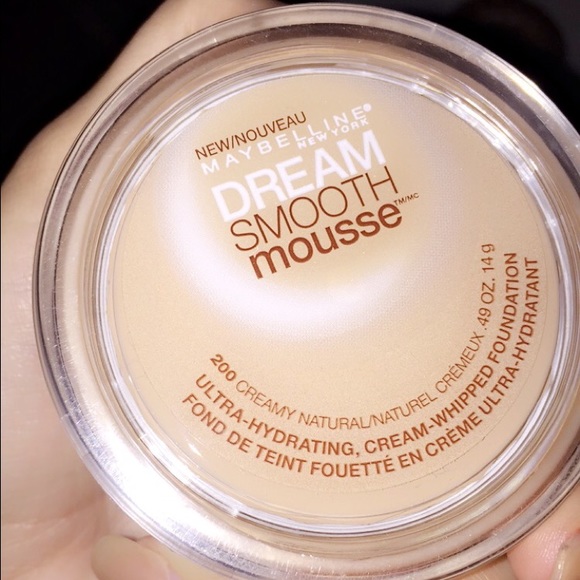 NEW/NOUVEAU
MAYBELLINE®
NEW YORK
DREAM
SMOOTH
mousse™/MC
200 CREAMY NATURAL/NATUREL CRÉMEUX .49 OZ. 14 g
ULTRA-HYDRATING, CREAM-WHIPPED FOUNDATION
FOND DE TEINT FOUETTÉ EN CRÈME ULTRA-HYDRATANT